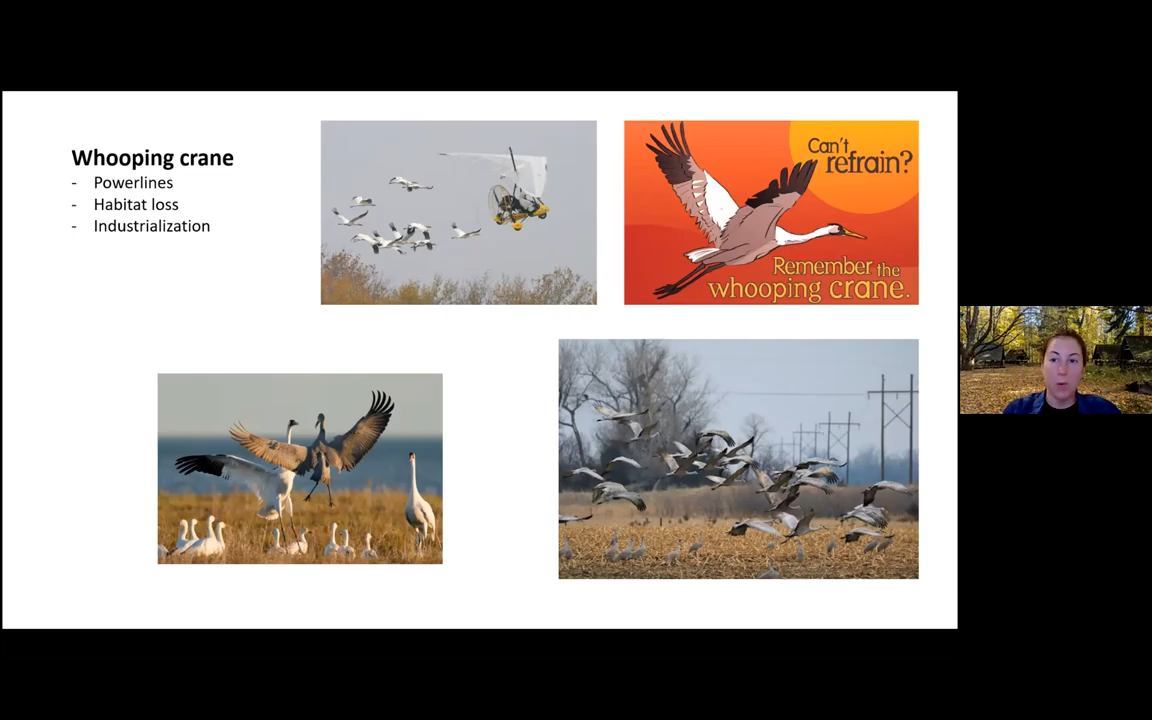 Whooping crane
- Powerlines
- Habitat loss
- Industrialization
Can't
refrain?
Remember the
whooping crane.